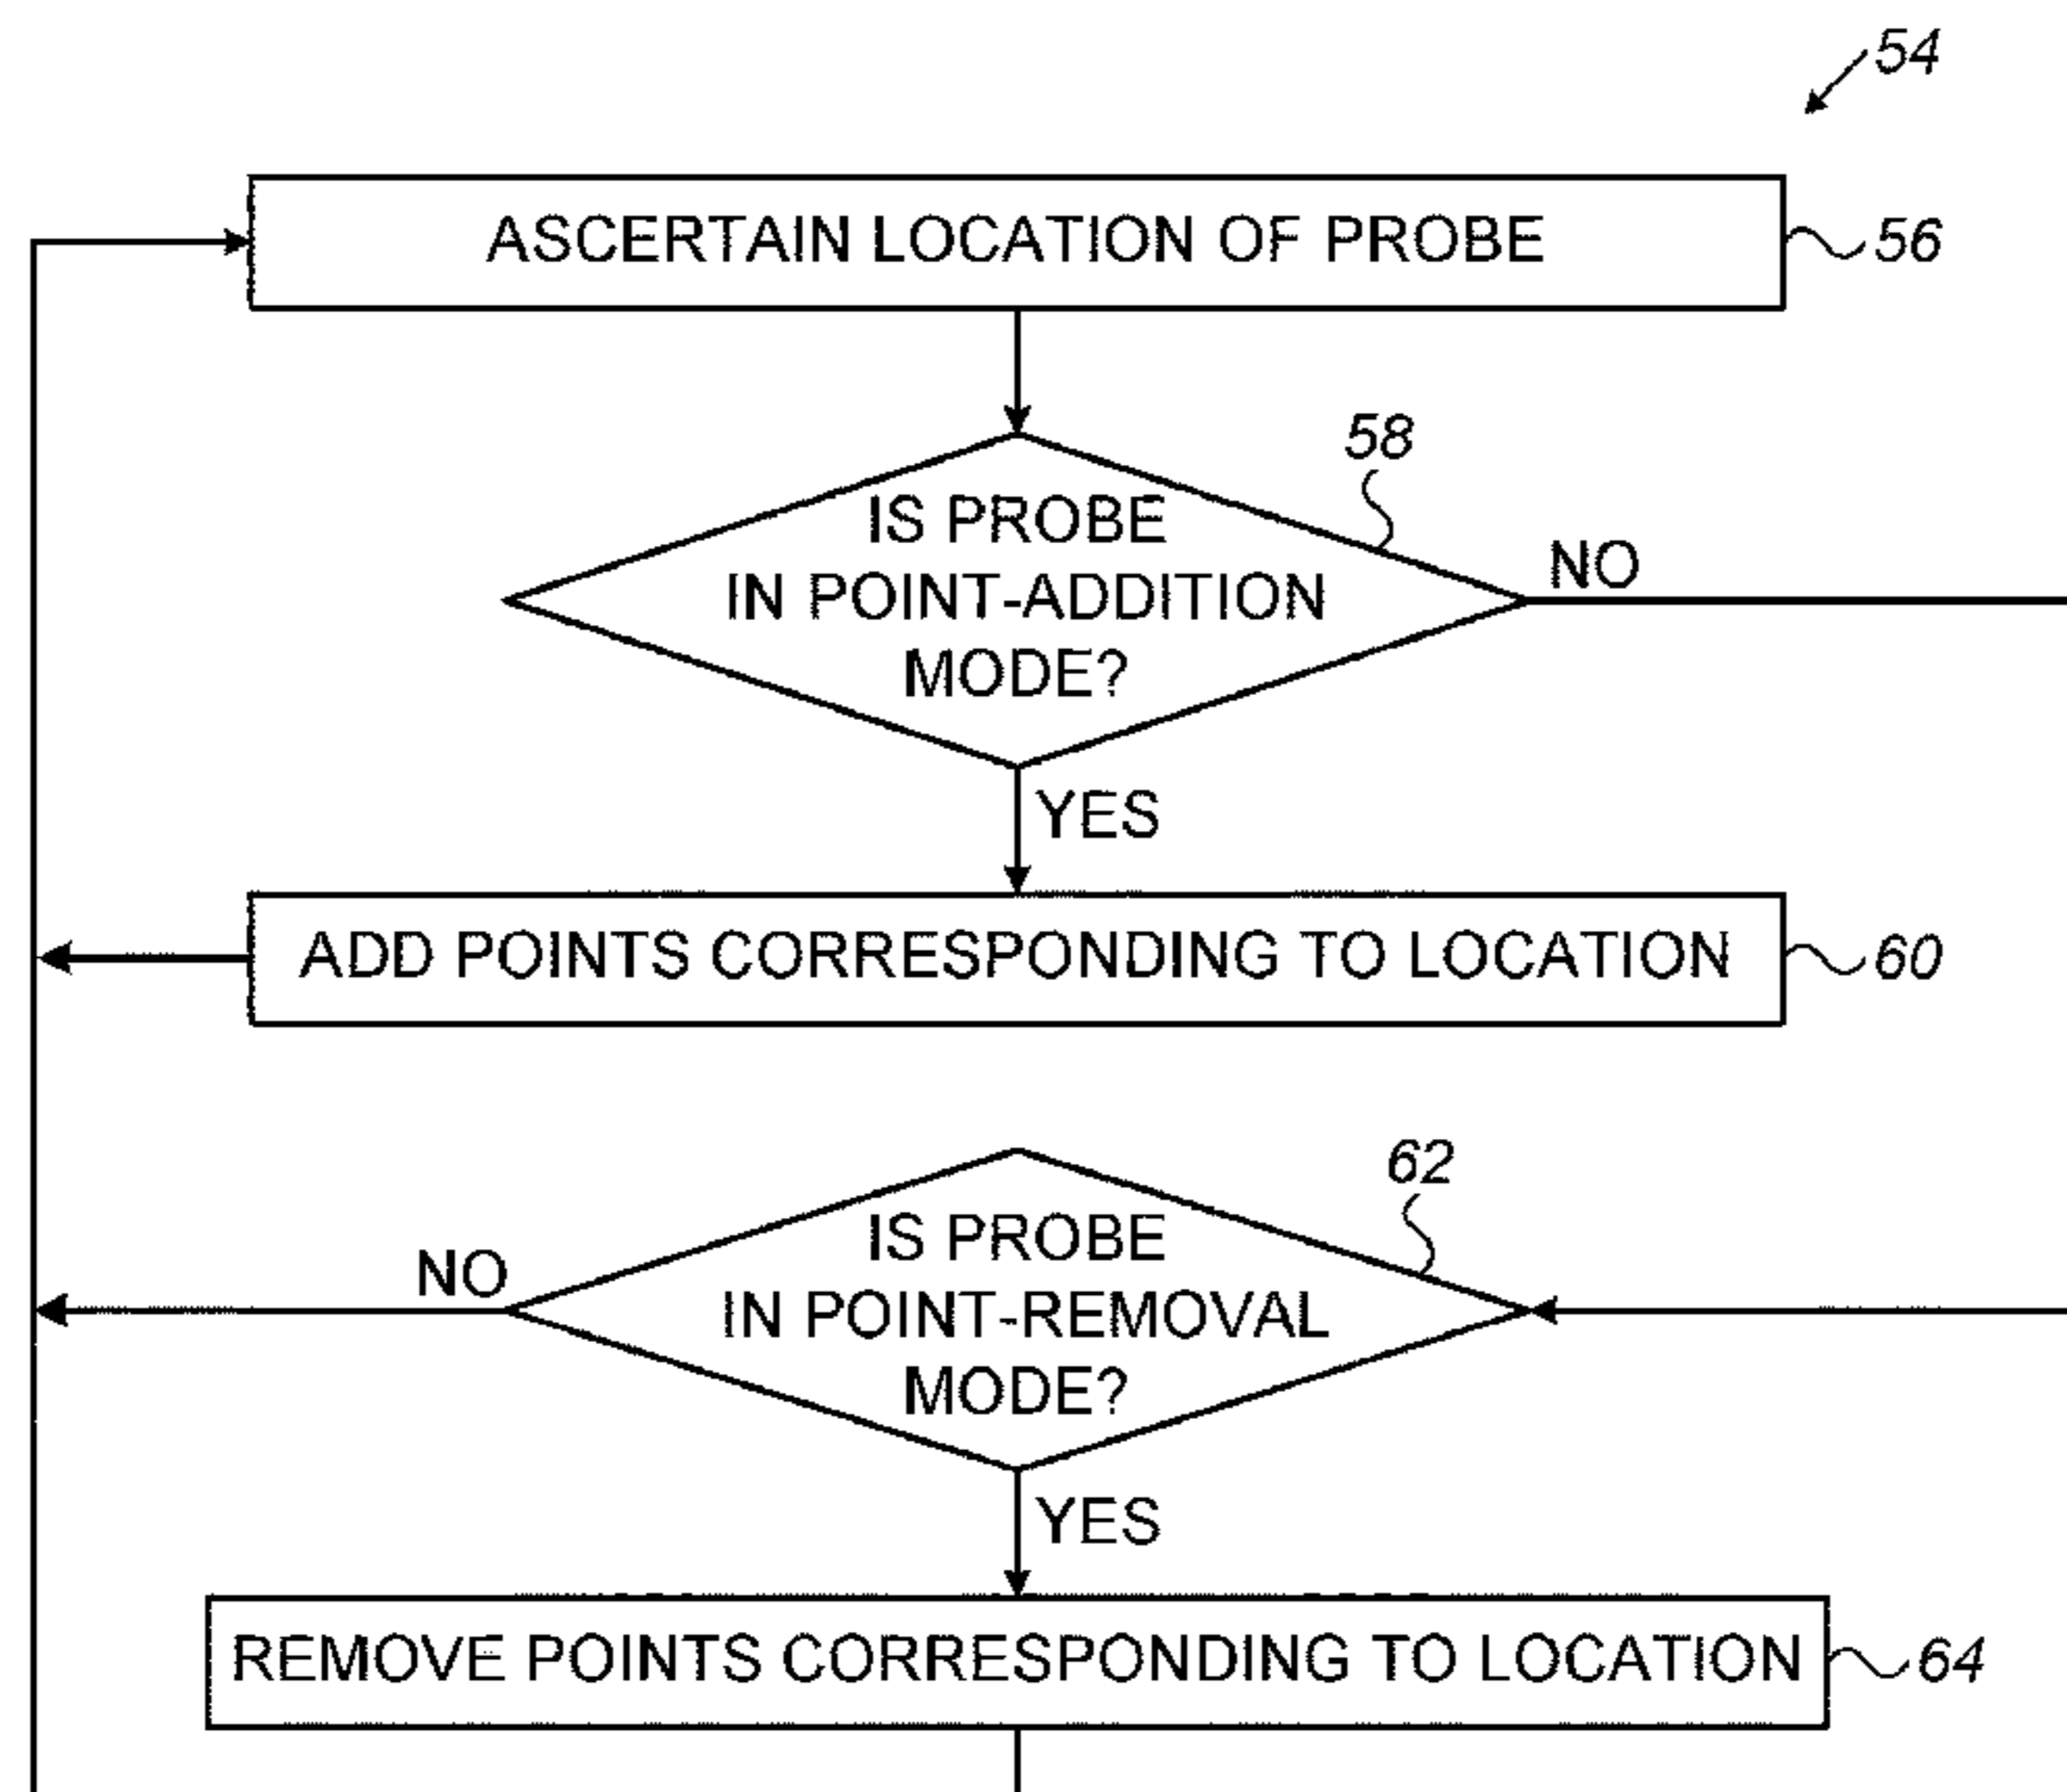 54
ASCERTAIN LOCATION OF PROBE
56
58
IS PROBE
IN POINT-ADDITION
MODE?
NO
YES
ADD POINTS CORRESPONDING TO LOCATION
60
62
IS PROBE
IN POINT-REMOVAL
MODE?
NO
YES
REMOVE POINTS CORRESPONDING TO LOCATION
64